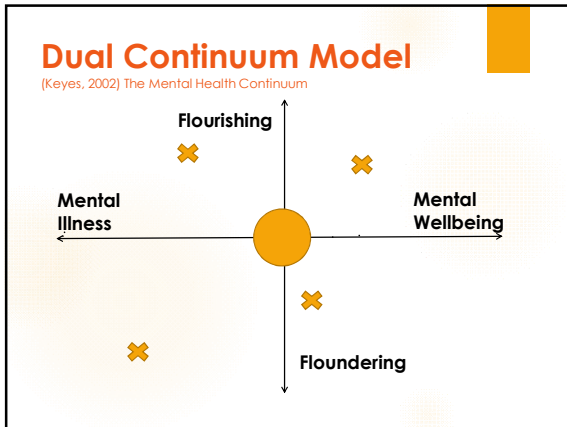 Dual Continuum Model
(Keyes, 2002) The Mental Health Continuum
Flourishing
Mental
Illness
Mental
Wellbeing
Floundering